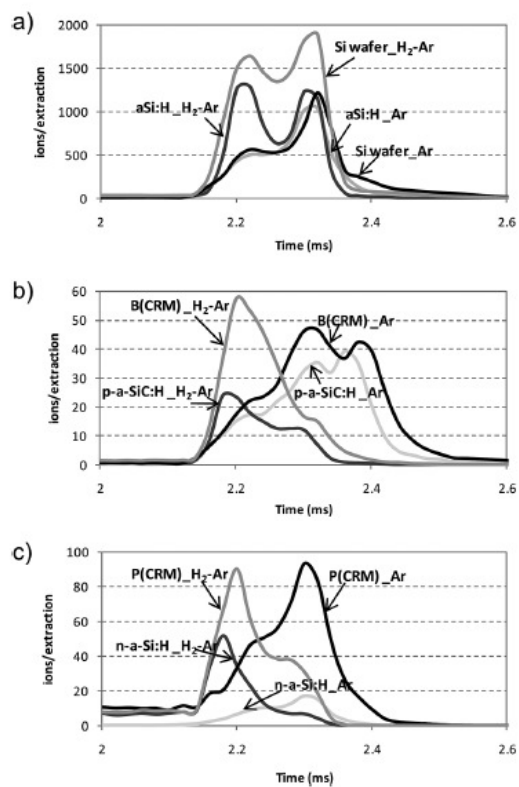 a)
2000
1500
1000
500
0
ions/extraction
Si wafer_H2-Ar
aSi:H_H2-Ar
aSi:H_Ar
Si wafer_Ar
2 2.2 2.4 2.6
Time (ms)
b)
60
50
40
30
20
10
0
ions/extraction
B(CRM)_H2-Ar
B(CRM)_Ar
p-a-SiC:H_H2-Ar
p-a-SiC:H_Ar
2 2.2 2.4 2.6
Time (ms)
c)
100
80
60
40
20
0
ions/extraction
P(CRM)_H2-Ar
P(CRM)_Ar
n-a-Si:H_H2-Ar
n-a-Si:H_Ar
2 2.2 2.4 2.6
Time (ms)